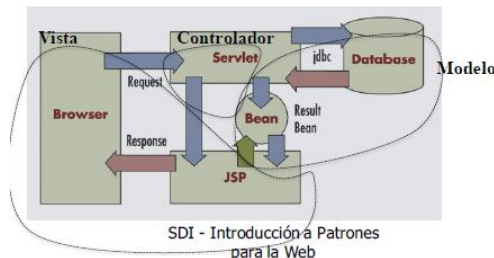 Vista
Controlador
Servlet
jdbc
Database
Modelo
Request
Browser
Bean
Result
Bean
Response
JSP
SDI - Introducción a Patrones
para la Web